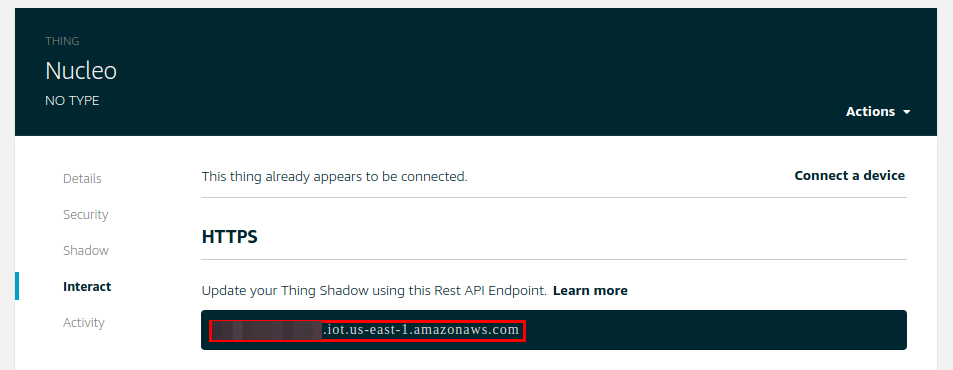 THING
Nucleo
NO TYPE
Actions
Details
Security
Shadow
Interact
Activity
This thing already appears to be connected.
Connect a device
HTTPS
Update your Thing Shadow using this Rest API Endpoint. Learn more
.iot.us-east-1.amazonaws.com